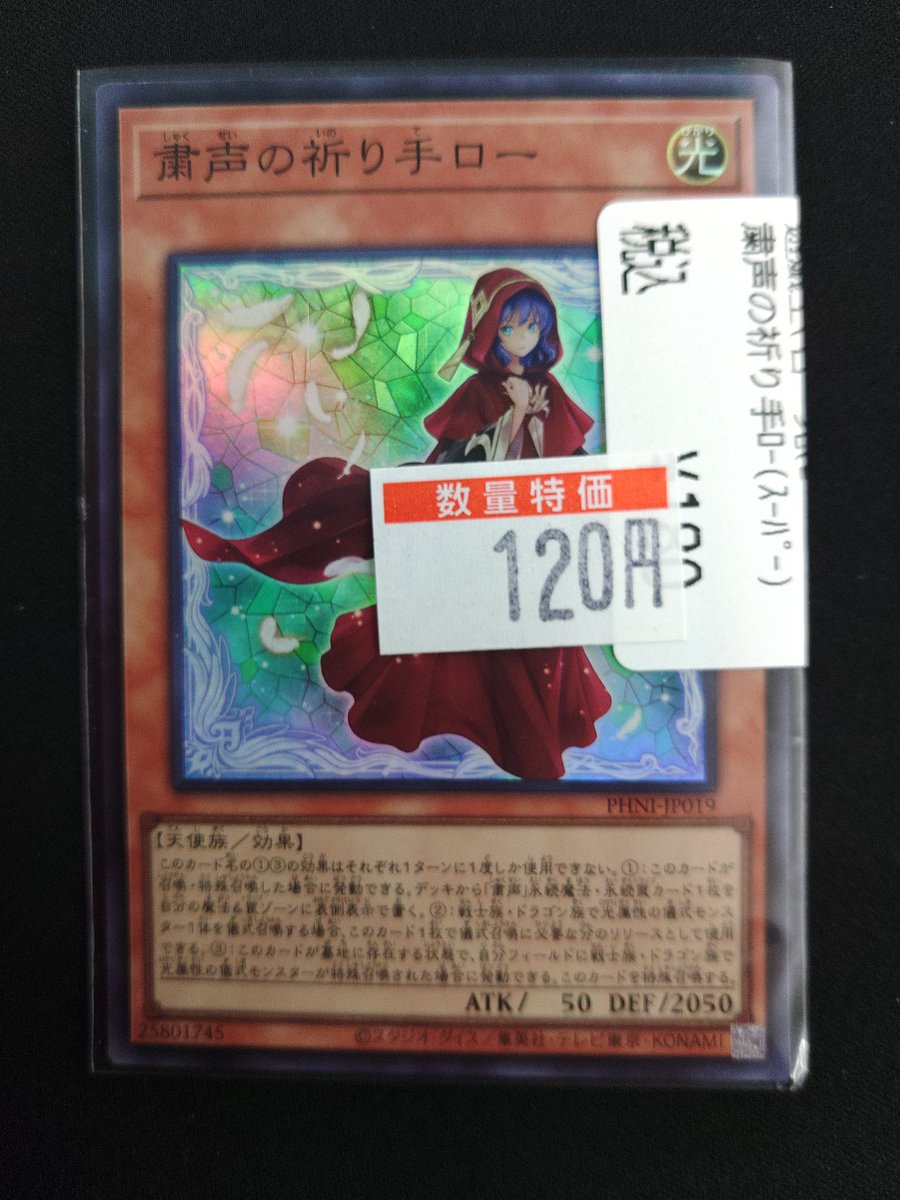 粛声の祈り手ロー
光
税込
粛声の祈り手ロー(スーパー)
数量特価
120円
PHNI-JP019
【天使族／効果】
このカード名の①③の効果はそれぞれ1ターンに1度しか使用できない。①：このカードが
召喚・特殊召喚した場合に発動できる。デッキから「粛声」永続魔法・永続罠カード1枚を
自分の魔法＆罠ゾーンに表側表示で置く。②：戦士族・ドラゴン族で光属性の儀式モンス
ター1体を儀式召喚する場合、このカード1枚で儀式召喚に必要な分のリリースとして使用
できる。③：このカードが墓地に存在する状態で、自分フィールドに戦士族・ドラゴン族で
光属性の儀式モンスターが特殊召喚された場合に発動できる。このカードを特殊召喚する。
ATK/ 50 DEF/2050
25801745
©スタジオ・ダイス／集英社・テレビ東京・KONAMI